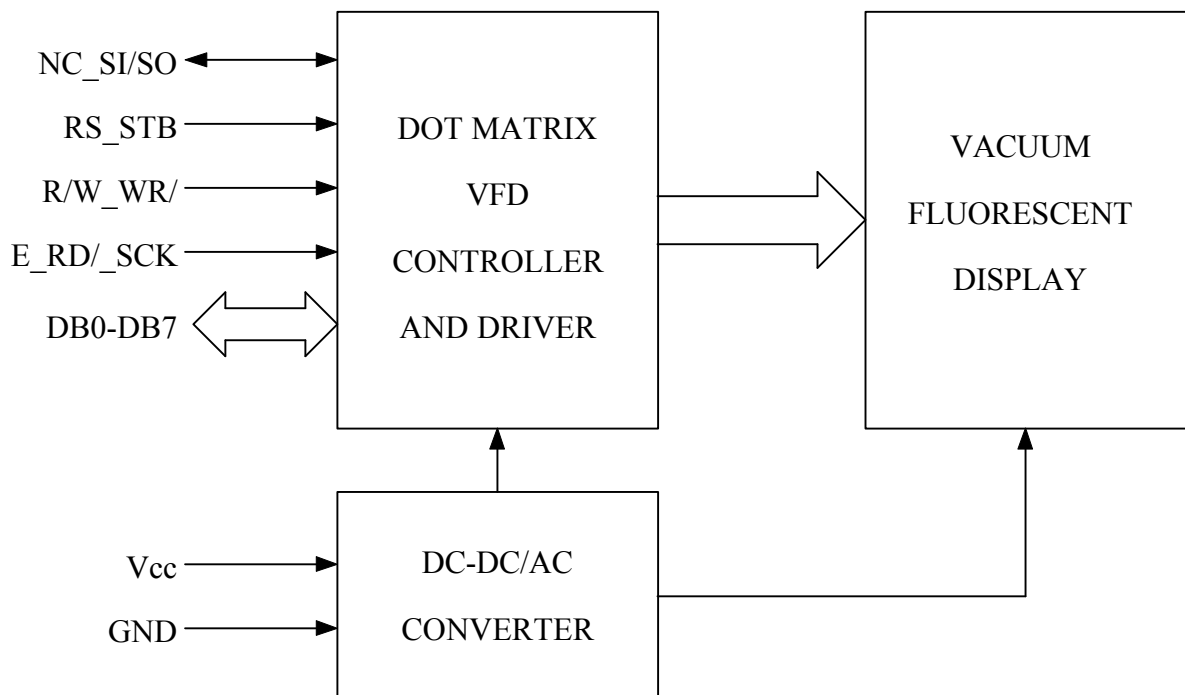 NC_SI/SO
RS_STB
R/W_WR/
E_RD/_SCK
DB0-DB7
DOT MATRIX
VFD
CONTROLLER
AND DRIVER
VACUUM
FLUORESCENT
DISPLAY
Vcc
GND
DC-DC/AC
CONVERTER